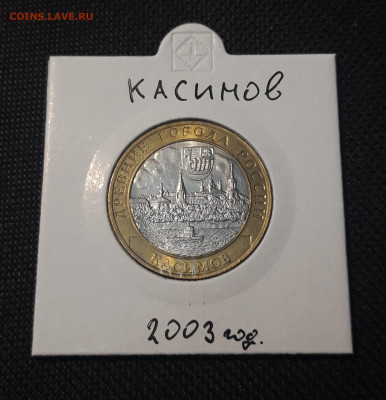 COINS.LAVE.RU
КАСИМОВ
ДРЕВНИЕ ГОРОДА РОССИИ
КАСИМОВ
2003 год.